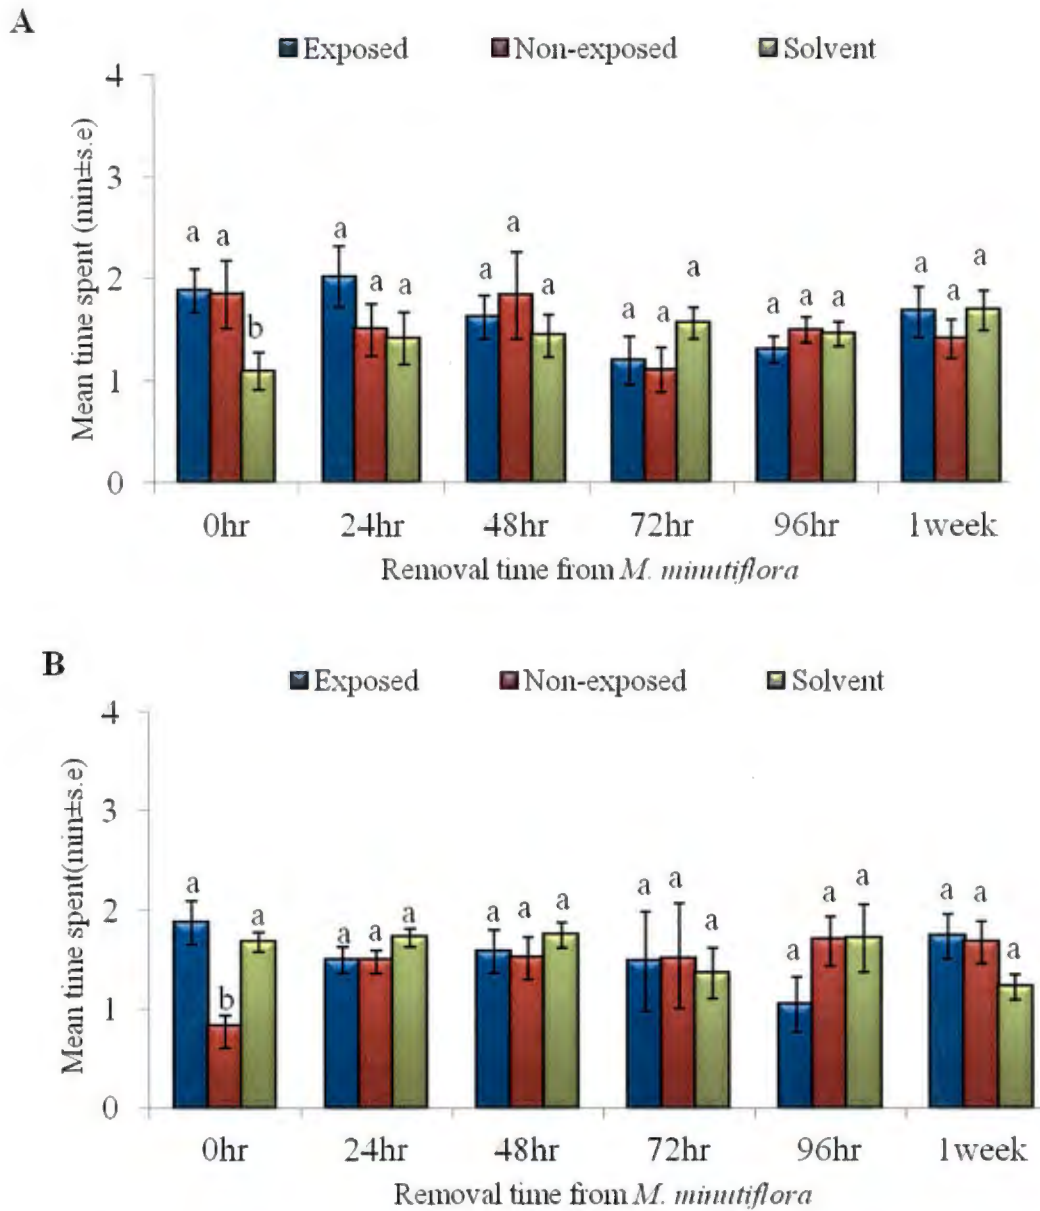 A
Exposed Non-exposed Solvent
4
3
2
1
0
Mean time spent (min±s.e)
a a b a a a a a a a a a a a a a a a
0hr 24hr 48hr 72hr 96hr 1week
Removal time from M. minutiflora
B
Exposed Non-exposed Solvent
4
3
2
1
0
Mean time spent(min±s.e)
a b a a a a a a a a a a a a a a a a
0hr 24hr 48hr 72hr 96hr 1week
Removal time from M. minutiflora